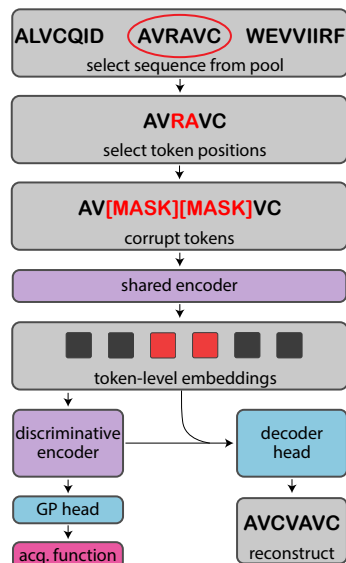 ALVCQID AVRAVC WEVVIIRF
select sequence from pool
AVRAVC
select token positions
AV[MASK][MASK]VC
corrupt tokens
shared encoder
token-level embeddings
discriminative
encoder
decoder
head
GP head
AVCVAVC
acq. function
reconstruct